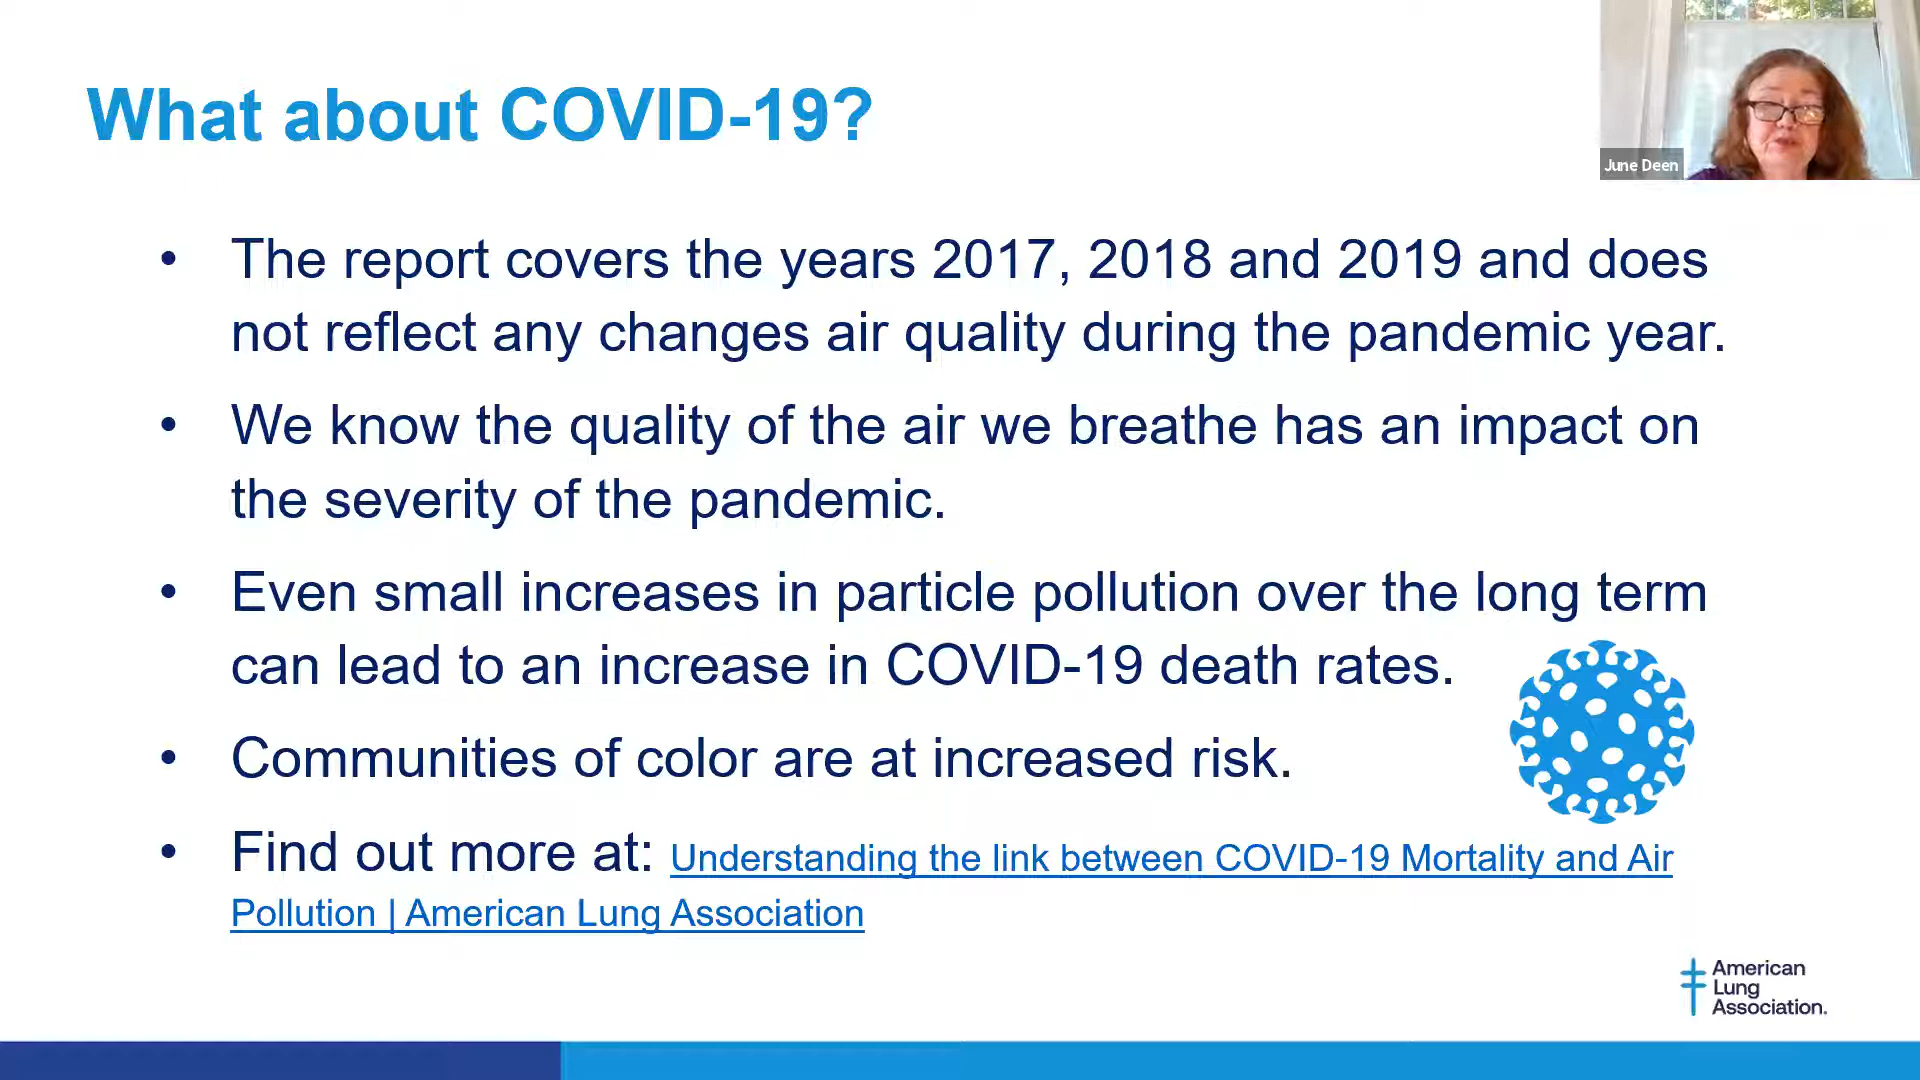 What about COVID-19?
June Deen
• The report covers the years 2017, 2018 and 2019 and does
not reflect any changes air quality during the pandemic year.
• We know the quality of the air we breathe has an impact on
the severity of the pandemic.
• Even small increases in particle pollution over the long term
can lead to an increase in COVID-19 death rates.
• Communities of color are at increased risk.
• Find out more at: Understanding the link between COVID-19 Mortality and Air
Pollution | American Lung Association
American
Lung
Association.